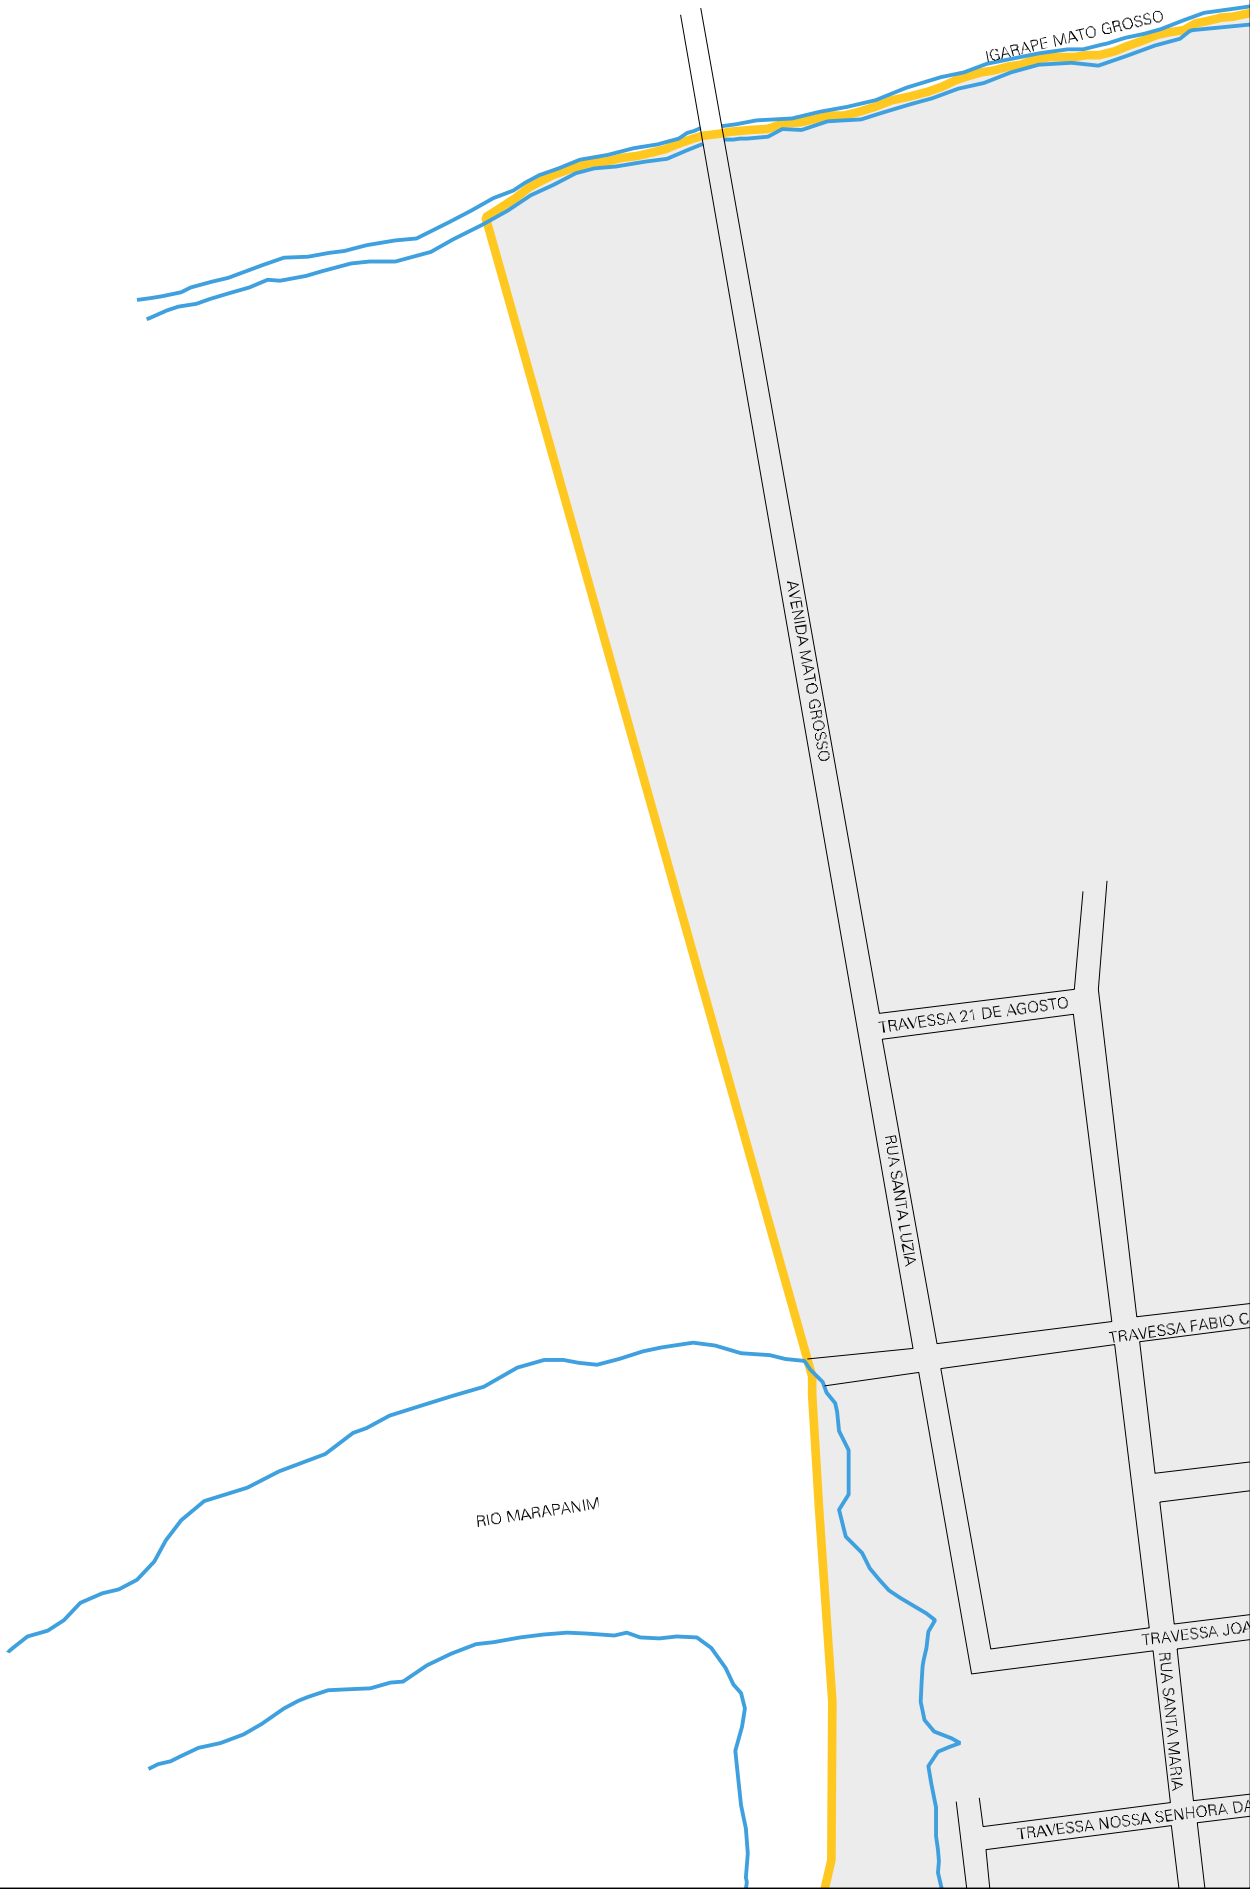 IGARAPE MATO GROSSO
AVENIDA MATO GROSSO
TRAVESSA 21 DE AGOSTO
RUA SANTA LUZIA
TRAVESSA FABIO C
RIO MARAPANIM
TRAVESSA JOA
RUA SANTA MARIA
TRAVESSA NOSSA SENHORA DA